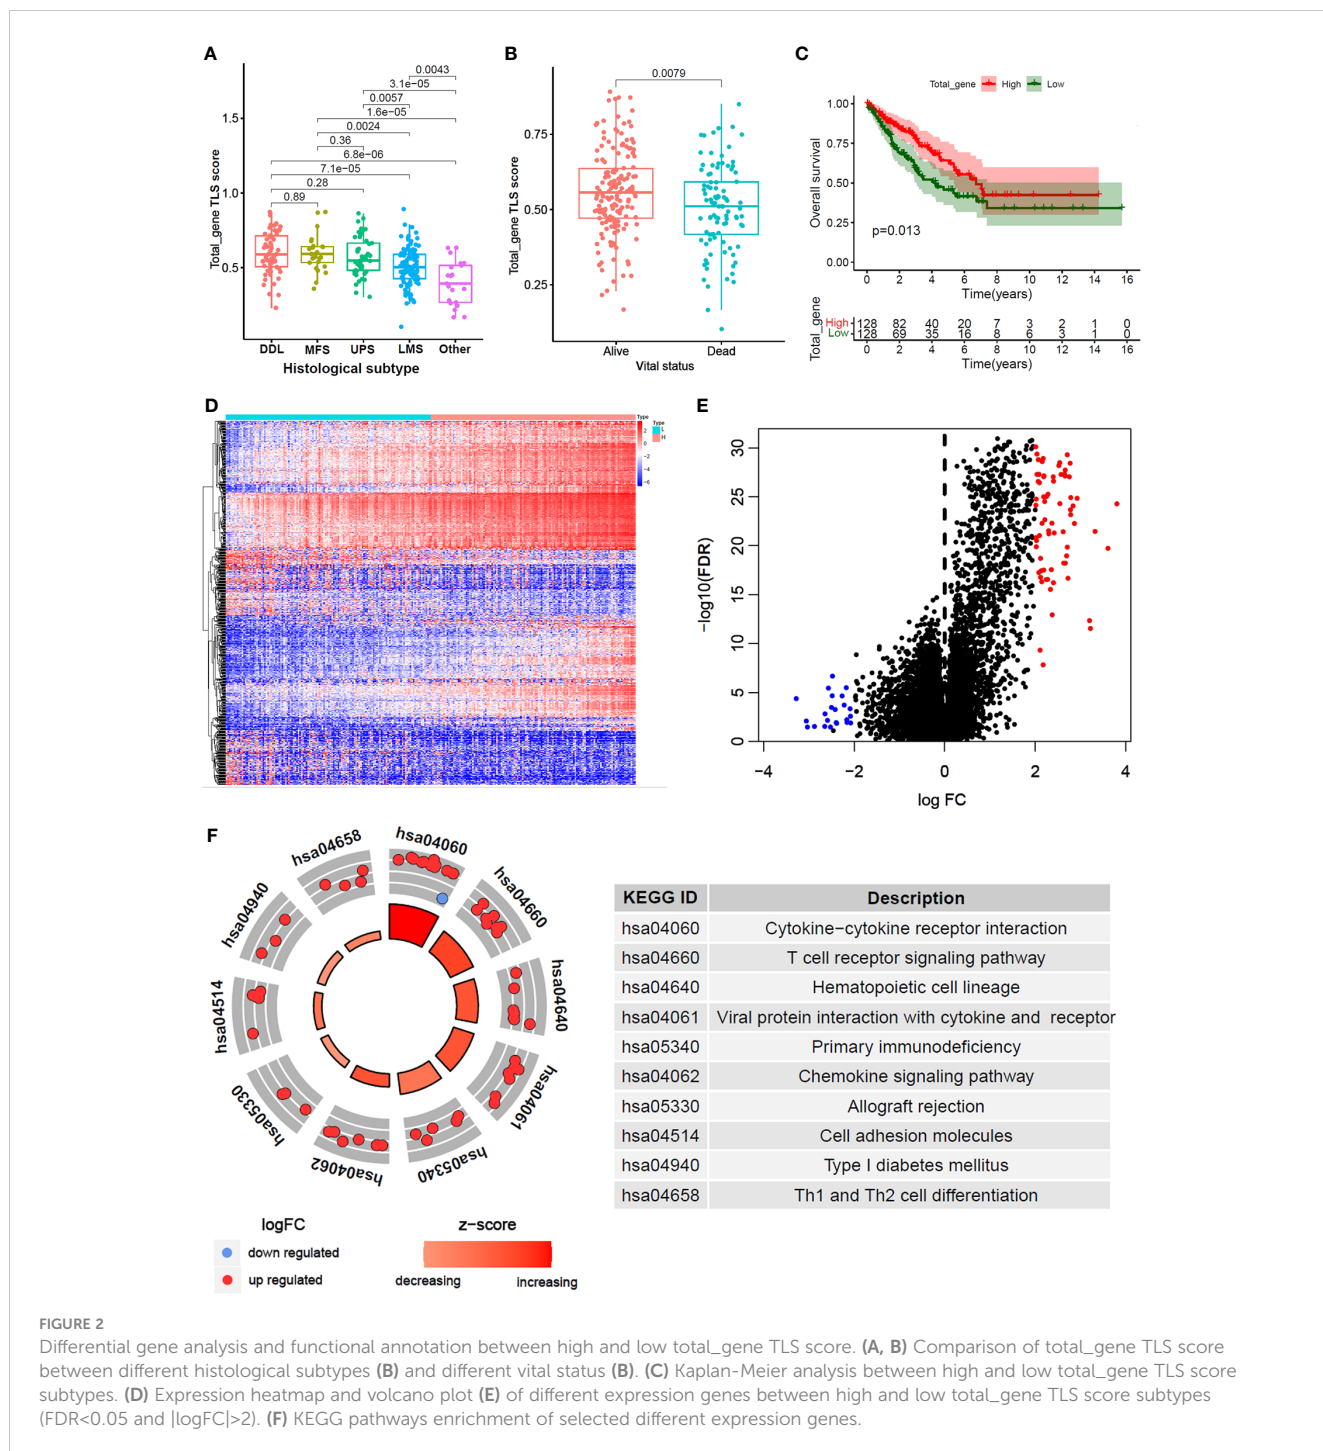 A
0.0043
3.1e−05
0.0057
1.6e−05
0.0024
0.36
6.8e−06
7.1e−05
0.28
0.89
Total_gene TLS score
1.5
1.0
0.5
DDL MFS UPS LMS Other
Histological subtype
B
0.0079
Total_gene TLS score
0.75
0.50
0.25
Alive Dead
Vital status
C
Total_gene High Low
Overall survival
1.00
0.75
0.50
0.25
0.00
p=0.013
0 2 4 6 8 10 12 14 16
Time(years)
Total_gene
High 128 82 40 20 7 3 2 1 0
Low 128 69 35 16 8 6 3 1 0
0 2 4 6 8 10 12 14 16
Time(years)
D
Type
2
0
−2
−4
−6
Type
L
H
E
−log10(FDR)
30
25
20
15
10
5
0
−4 −2 0 2 4
log FC
F
hsa04060
hsa04660
hsa04640
hsa04061
hsa05340
hsa04062
hsa05330
hsa04514
hsa04940
hsa04658
logFC
down regulated
up regulated
z−score
decreasing increasing
KEGG ID Description
hsa04060 Cytokine−cytokine receptor interaction
hsa04660 T cell receptor signaling pathway
hsa04640 Hematopoietic cell lineage
hsa04061 Viral protein interaction with cytokine and receptor
hsa05340 Primary immunodeficiency
hsa04062 Chemokine signaling pathway
hsa05330 Allograft rejection
hsa04514 Cell adhesion molecules
hsa04940 Type I diabetes mellitus
hsa04658 Th1 and Th2 cell differentiation
FIGURE 2
Differential gene analysis and functional annotation between high and low total_gene TLS score. (A, B) Comparison of total_gene TLS score
between different histological subtypes (B) and different vital status (B). (C) Kaplan-Meier analysis between high and low total_gene TLS score
subtypes. (D) Expression heatmap and volcano plot (E) of different expression genes between high and low total_gene TLS score subtypes
(FDR<0.05 and |logFC|>2). (F) KEGG pathways enrichment of selected different expression genes.